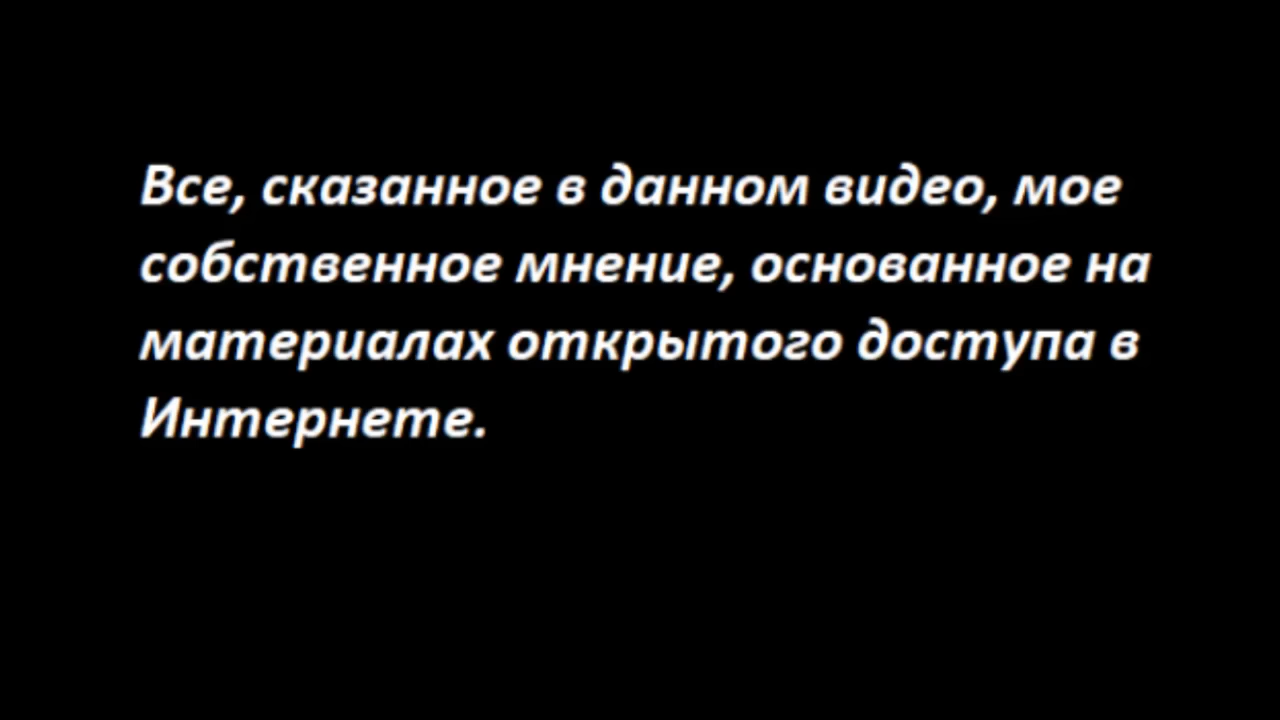 Все, сказанное в данном видео, мое
собственное мнение, основанное на
материалах открытого доступа в
Интернете.